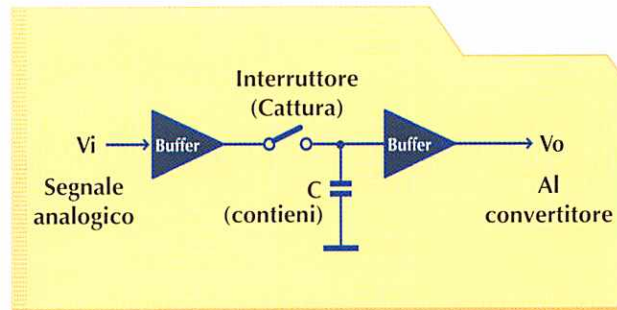 Interruttore
(Cattura)
Vi
Buffer
Buffer
Vo
Segnale
analogico
C
(contieni)
Al
convertitore